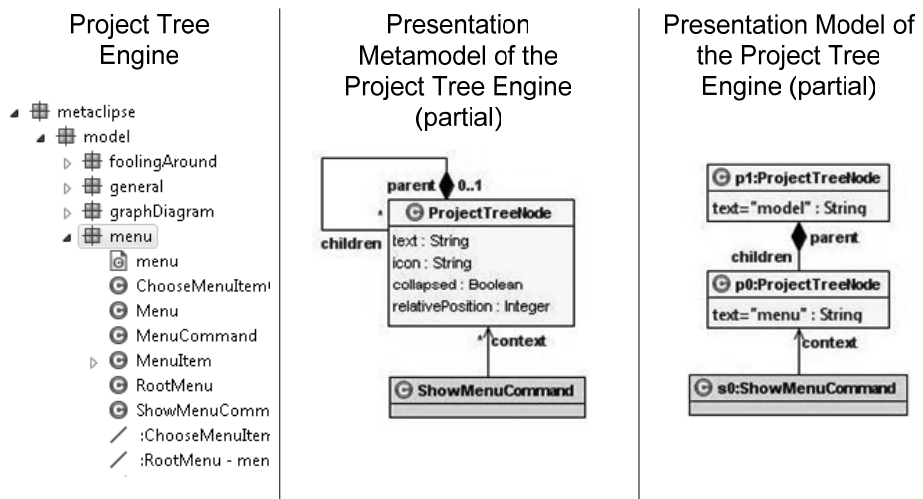 Project Tree
Engine
metaclipse
model
foolingAround
general
graphDiagram
menu
menu
ChooseMenuItem
Menu
MenuCommand
MenuItem
RootMenu
ShowMenuComm
:ChooseMenuItem
:RootMenu - men
Presentation
Metamodel of the
Project Tree Engine
(partial)
parent 0..1
ProjectTreeNode
*
children
text : String
icon : String
collapsed : Boolean
relativePosition : Integer
* context
ShowMenuCommand
Presentation Model of
the Project Tree
Engine (partial)
p1:ProjectTreeNode
text="model" : String
parent
children
p0:ProjectTreeNode
text="menu" : String
context
s0:ShowMenuCommand